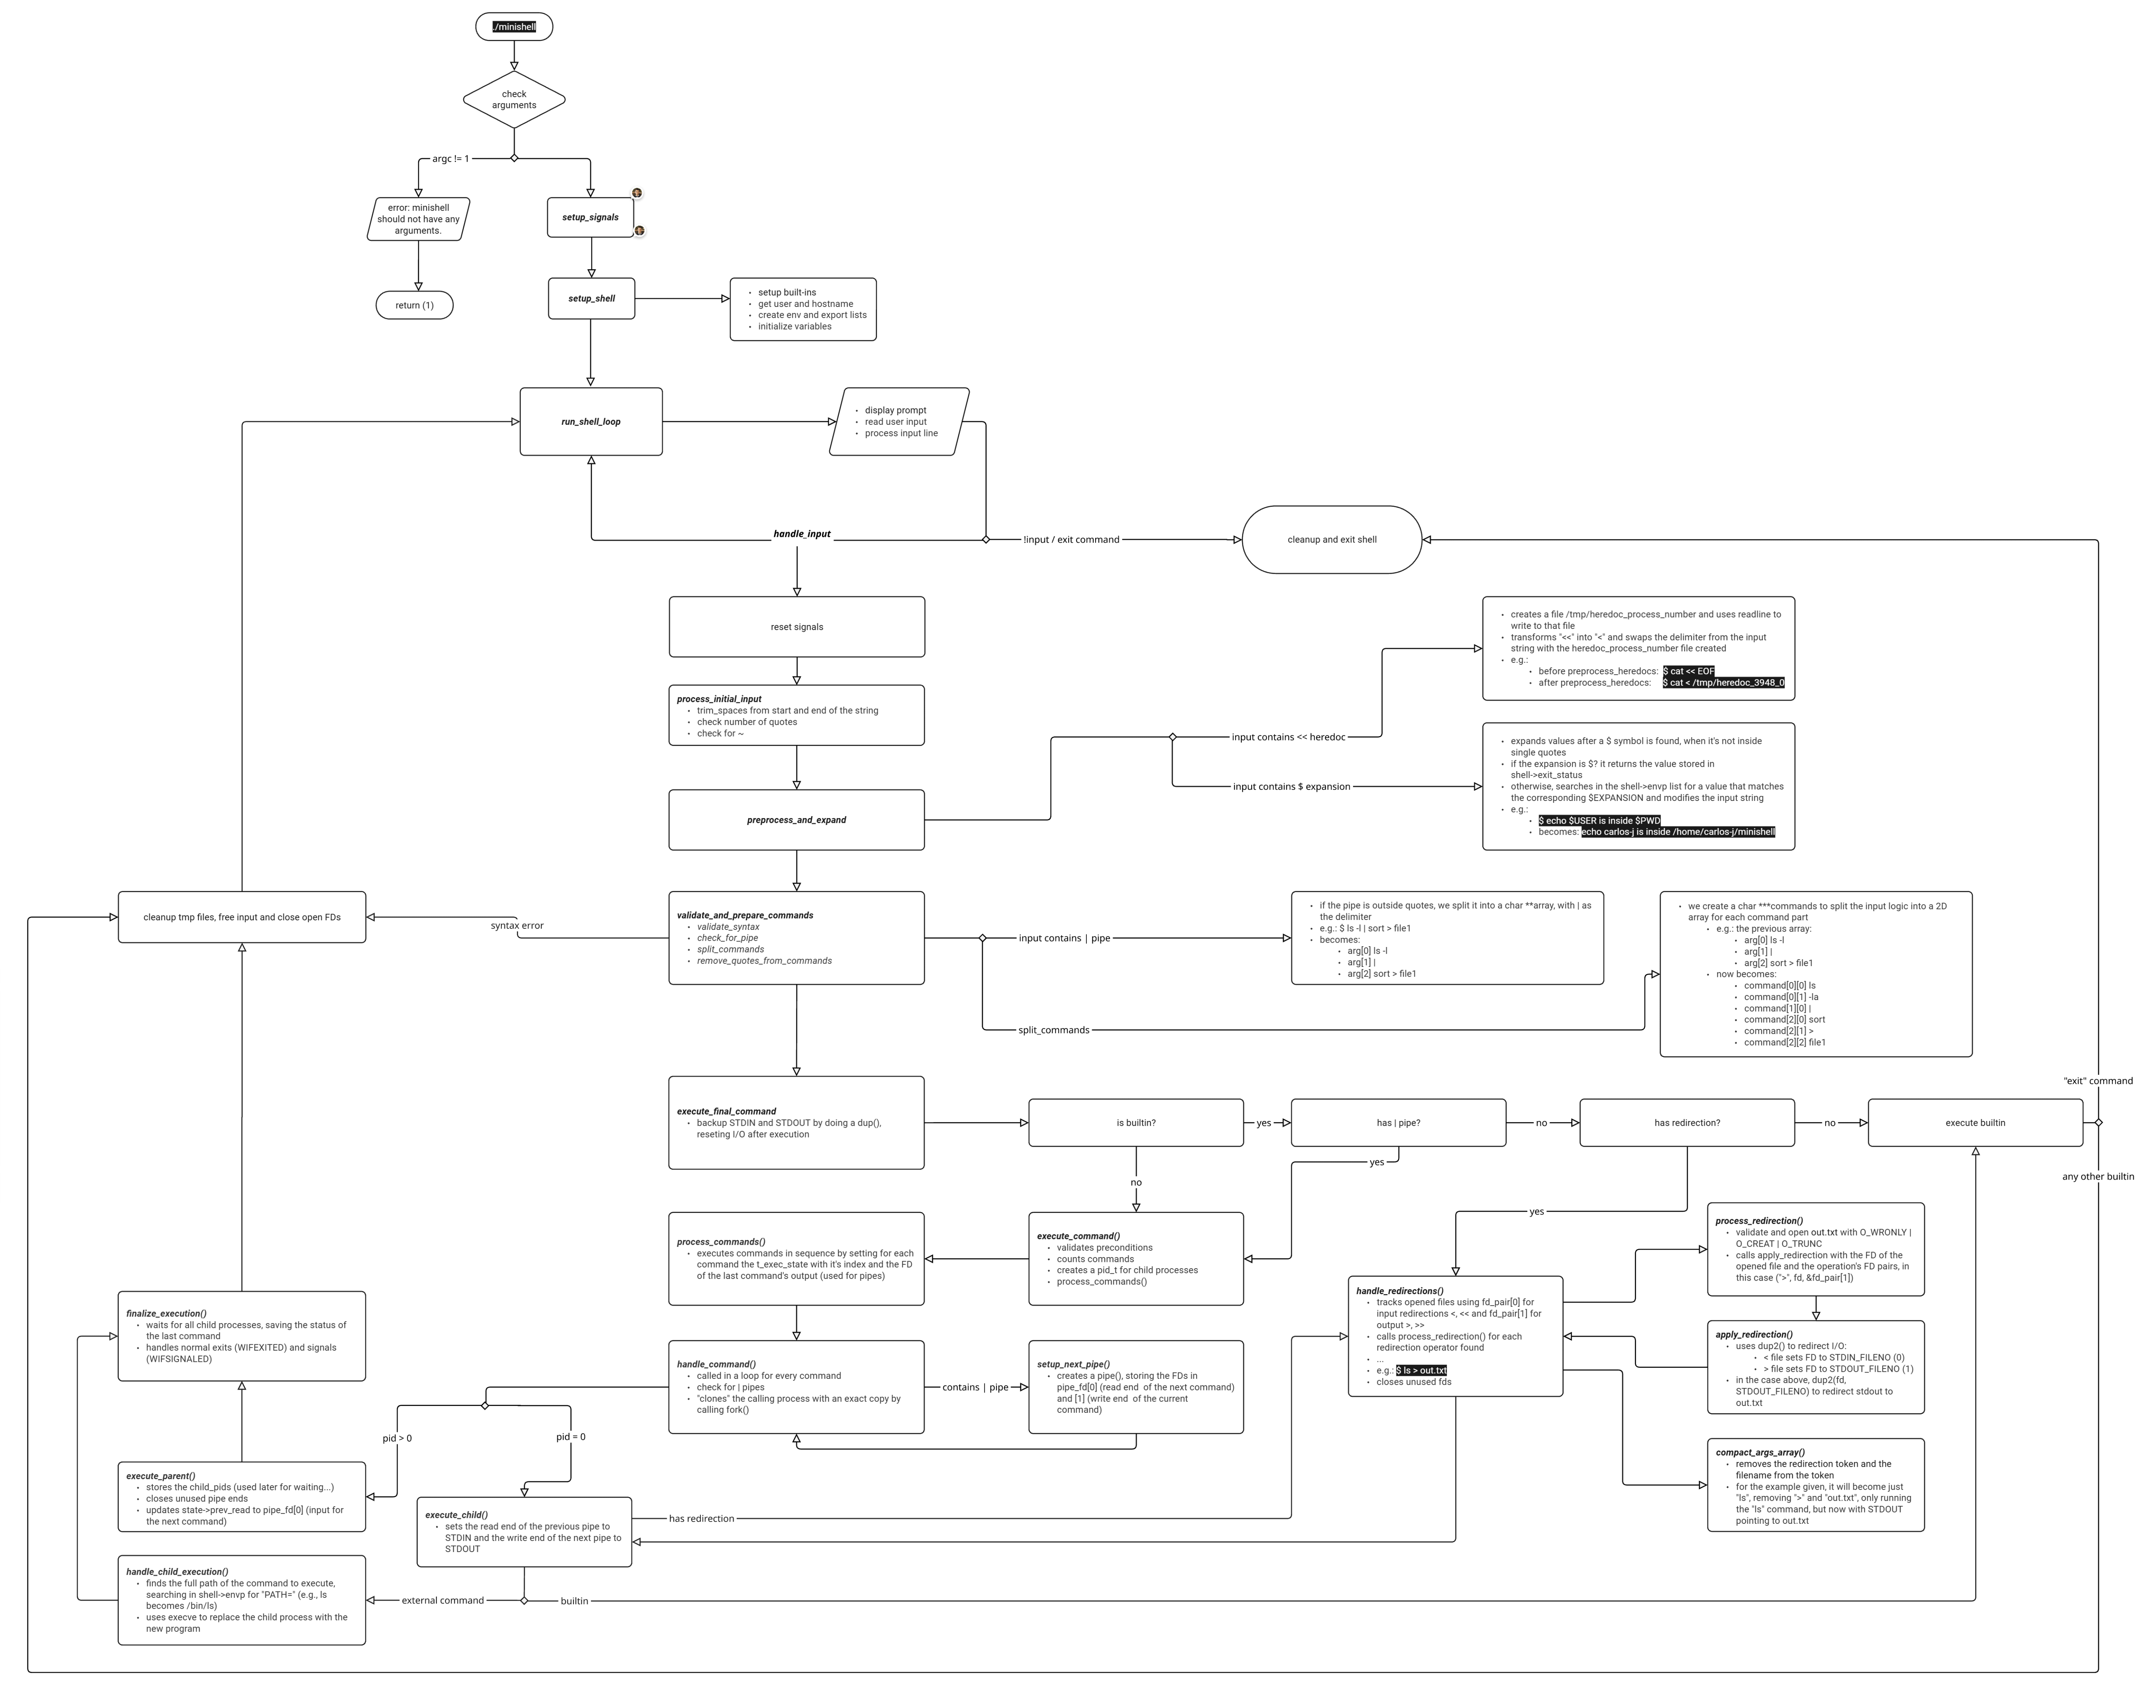 ./minishell
check
arguments
argc != 1
error: minishell
should not have any
arguments.
setup_signals
return (1)
setup_shell
• setup built-ins
• get user and hostname
• create env and export lists
• initialize variables
run_shell_loop
• display prompt
• read user input
• process input line
handle_input
!input / exit command
cleanup and exit shell
reset signals
process_initial_input
• trim_spaces from start and end of the string
• check number of quotes
• check for ~
input contains << heredoc
• creates a file /tmp/heredoc_process_number and uses readline to
write to that file
• transforms "<<" into "<" and swaps the delimiter from the input
string with the heredoc_process_number file created
• e.g.:
• before preprocess_heredocs: $ cat << EOF
• after preprocess_heredocs: $ cat < /tmp/heredoc_3948_0
input contains $ expansion
• expands values after a $ symbol is found, when it's not inside
single quotes
• if the expansion is $? it returns the value stored in
shell->exit_status
• otherwise, searches in the shell->envp list for a value that matches
the corresponding $EXPANSION and modifies the input string
• e.g.:
• $ echo $USER is inside $PWD
• becomes: echo carlos-j is inside /home/carlos-j/minishell
preprocess_and_expand
cleanup tmp files, free input and close open FDs
syntax error
validate_and_prepare_commands
• validate_syntax
• check_for_pipe
• split_commands
• remove_quotes_from_commands
input contains | pipe
• if the pipe is outside quotes, we split it into a char **array, with | as
the delimiter
• e.g.: $ ls -l | sort > file1
• becomes:
• arg[0] ls -l
• arg[1] |
• arg[2] sort > file1
split_commands
• we create a char ***commands to split the input logic into a 2D
array for each command part
• e.g.: the previous array:
• arg[0] ls -l
• arg[1] |
• arg[2] sort > file1
• now becomes:
• command[0][0] ls
• command[0][1] -la
• command[1][0] |
• command[2][0] sort
• command[2][1] >
• command[2][2] file1
execute_final_command
• backup STDIN and STDOUT by doing a dup(),
reseting I/O after execution
is builtin?
yes
has | pipe?
no
has redirection?
no
execute builtin
"exit" command
any other builtin
no
yes
yes
process_commands()
• executes commands in sequence by setting for each
command the t_exec_state with it's index and the FD
of the last command's output (used for pipes)
execute_command()
• validates preconditions
• counts commands
• creates a pid_t for child processes
• process_commands()
process_redirection()
• validate and open out.txt with O_WRONLY |
O_CREAT | O_TRUNC
• calls apply_redirection with the FD of the
opened file and the operation's FD pairs, in
this case (">", fd, &fd_pair[1])
handle_redirections()
• tracks opened files using fd_pair[0] for
input redirections <, << and fd_pair[1] for
output >, >>
• calls process_redirection() for each
redirection operator found
• ...
• e.g.: $ ls > out.txt
• closes unused fds
apply_redirection()
• uses dup2() to redirect I/O:
• < file sets FD to STDIN_FILENO (0)
• > file sets FD to STDOUT_FILENO (1)
• in the case above, dup2(fd,
STDOUT_FILENO) to redirect stdout to
out.txt
compact_args_array()
• removes the redirection token and the
filename from the token
• for the example given, it will become just
"ls", removing ">" and "out.txt", only running
the "ls" command, but now with STDOUT
pointing to out.txt
finalize_execution()
• waits for all child processes, saving the status of
the last command
• handles normal exits (WIFEXITED) and signals
(WIFSIGNALED)
handle_command()
• called in a loop for every command
• check for | pipes
• "clones" the calling process with an exact copy by
calling fork()
contains | pipe
setup_next_pipe()
• creates a pipe(), storing the FDs in
pipe_fd[0] (read end of the next command)
and [1] (write end of the current
command)
pid > 0
pid = 0
execute_parent()
• stores the child_pids (used later for waiting...)
• closes unused pipe ends
• updates state->prev_read to pipe_fd[0] (input for
the next command)
execute_child()
• sets the read end of the previous pipe to
STDIN and the write end of the next pipe to
STDOUT
has redirection
handle_child_execution()
• finds the full path of the command to execute,
searching in shell->envp for "PATH=" (e.g., ls
becomes /bin/ls)
• uses execve to replace the child process with the
new program
external command
builtin